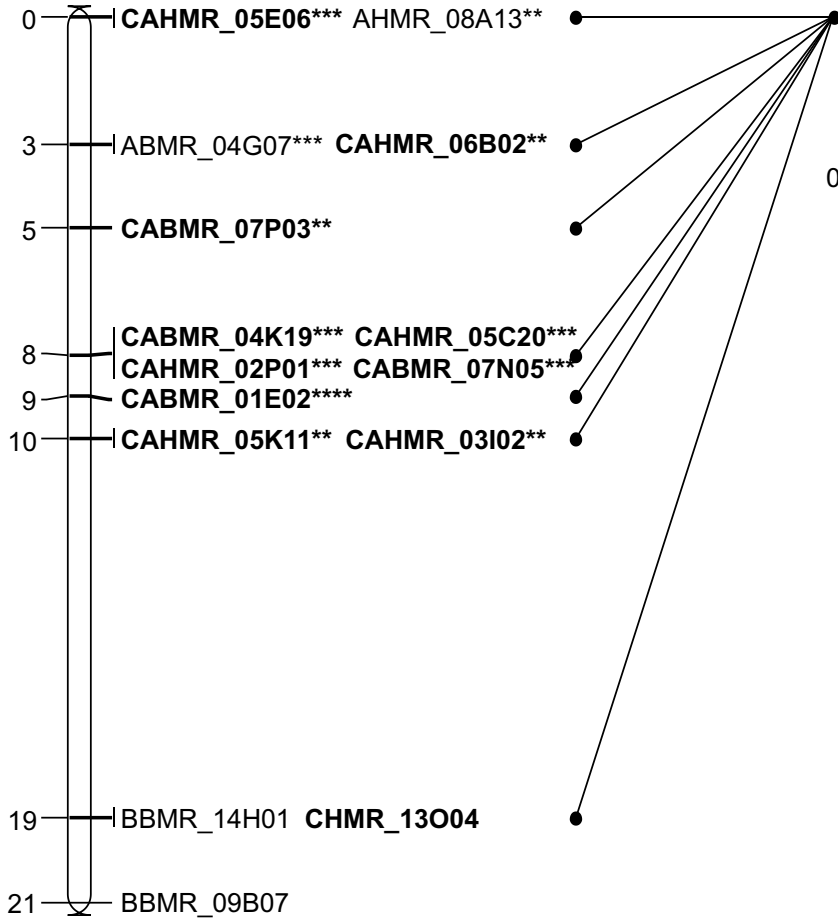 0 CAHMR_05E06*** AHMR_08A13**
3 ABMR_04G07*** CAHMR_06B02**
0
5 CABMR_07P03**
CABMR_04K19*** CAHMR_05C20***
8
CAHMR_02P01*** CABMR_07N05***
9 CABMR_01E02****
10 CAHMR_05K11** CAHMR_03I02**
19 BBMR_14H01 CHMR_13O04
21 BBMR_09B07